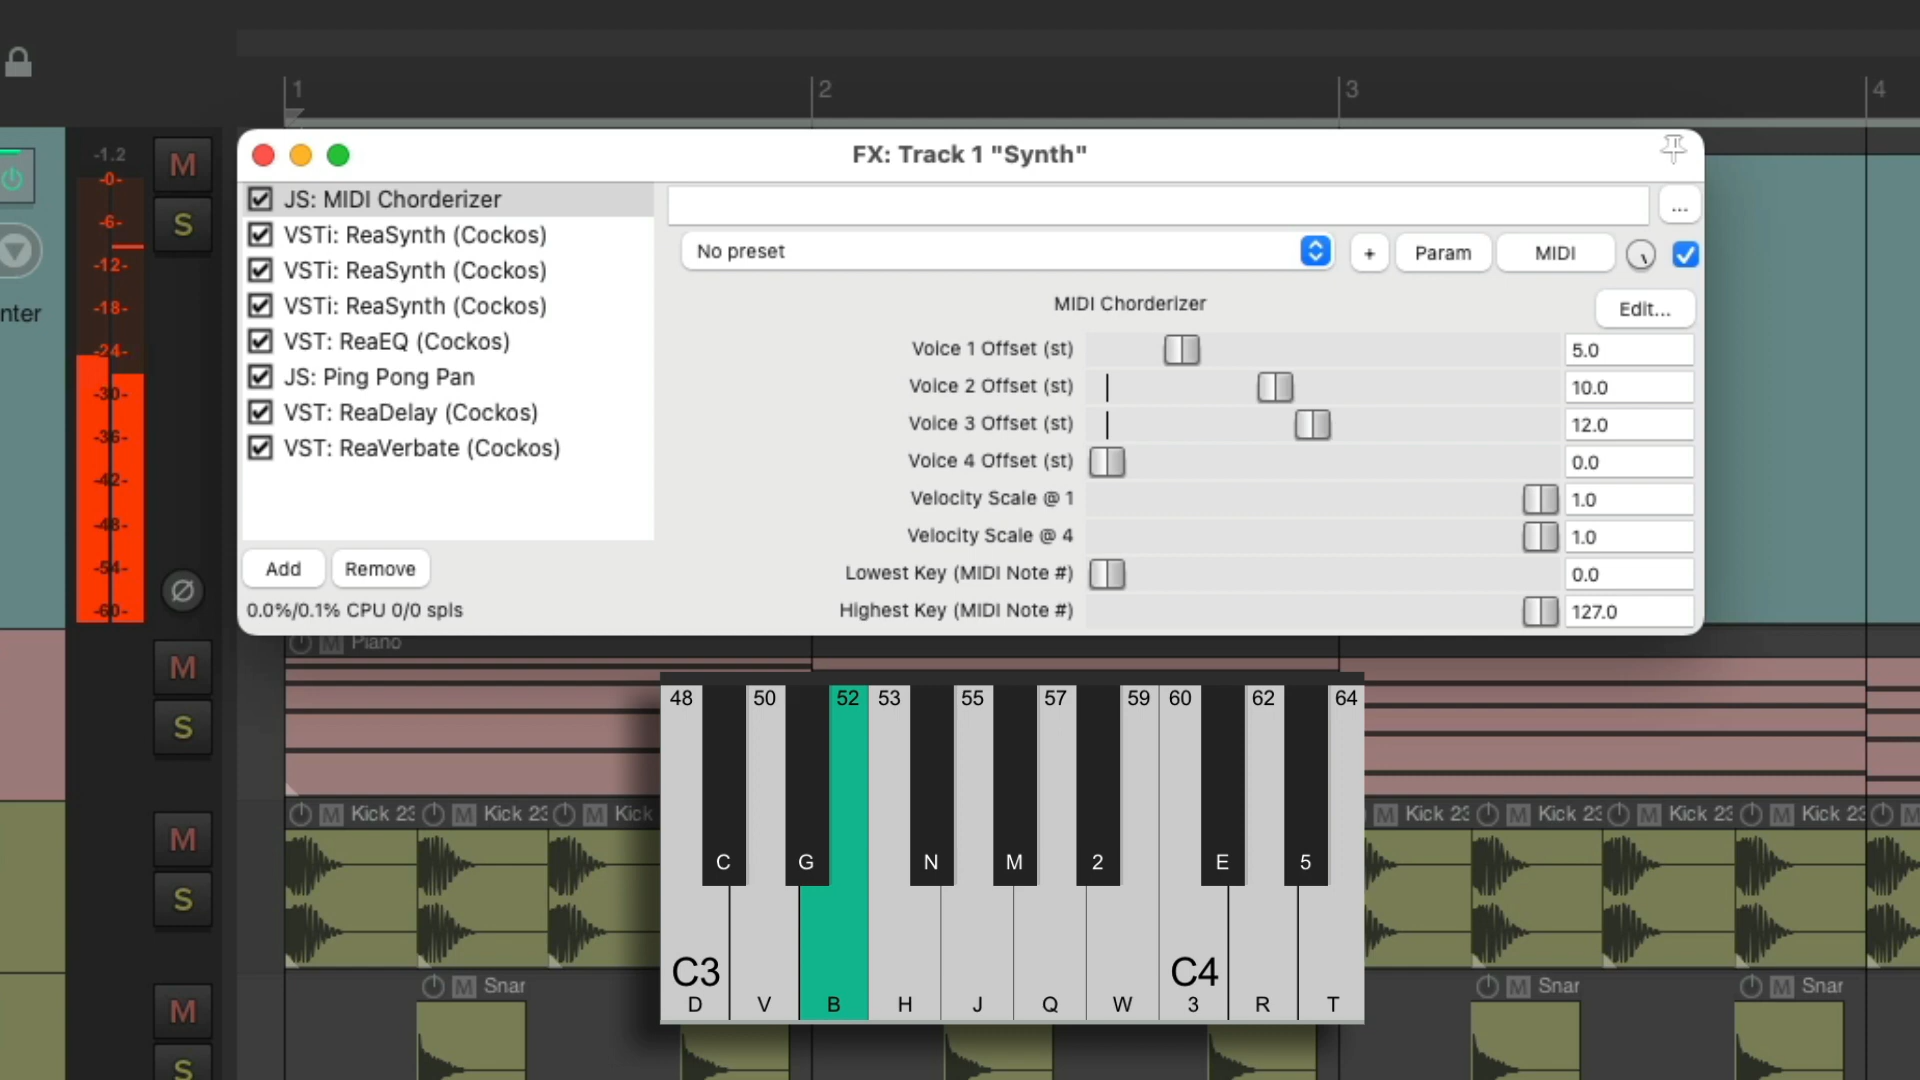 1
2
3
4
-1.2
-0-
-6-
-12-
-18-
-24-
-30-
-36-
-42-
-48-
-54-
-60-
M
S
nter
FX: Track 1 "Synth"
JS: MIDI Chorderizer
VSTi: ReaSynth (Cockos)
VSTi: ReaSynth (Cockos)
VSTi: ReaSynth (Cockos)
VST: ReaEQ (Cockos)
JS: Ping Pong Pan
VST: ReaDelay (Cockos)
VST: ReaVerbate (Cockos)
Add
Remove
0.0%/0.1% CPU 0/0 spls
...
No preset
+
Param
MIDI
MIDI Chorderizer
Edit...
Voice 1 Offset (st) 5.0
Voice 2 Offset (st) 10.0
Voice 3 Offset (st) 12.0
Voice 4 Offset (st) 0.0
Velocity Scale @ 1 1.0
Velocity Scale @ 4 1.0
Lowest Key (MIDI Note #) 0.0
Highest Key (MIDI Note #) 127.0
M Piano
M
S
48 50 52 53 55 57 59 60 62 64
C G N M 2 E 5
C3 C4
D V B H J Q W 3 R T
M Kick 23 M Kick 23 M Kick
M Kick 23 M Kick 23 M Kick 23 M Kick 23 M
M
S
M Snar
M Snar M Snar
M
S